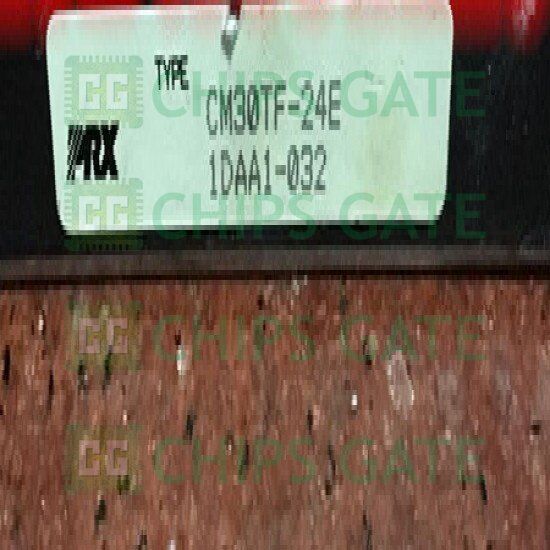 CHIPS GATE
TYPE
CM30TF-24E
PRX
1DAA1-032
CHIPS GATE
CHIPS GATE
CHIPS GATE